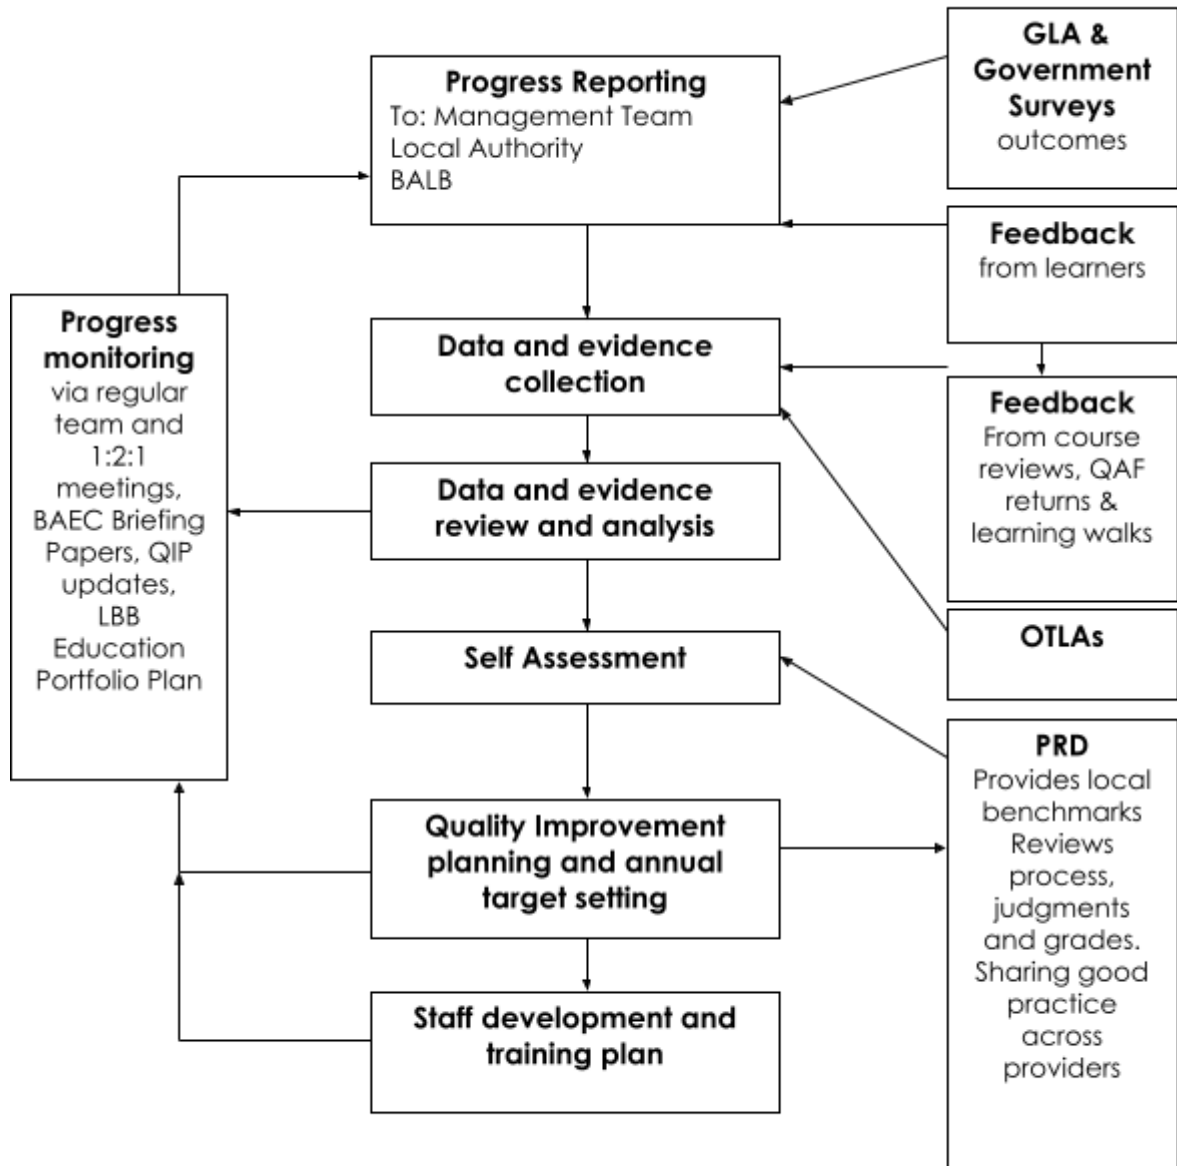 Progress Reporting
To: Management Team
Local Authority
BALB
GLA &
Government
Surveys
outcomes
Feedback
from learners
Progress
monitoring
via regular
team and
1:2:1
meetings,
BAEC Briefing
Papers, QIP
updates,
LBB
Education
Portfolio Plan
Data and evidence
collection
Feedback
From course
reviews, QAF
returns &
learning walks
Data and evidence
review and analysis
OTLAs
Self Assessment
PRD
Provides local
benchmarks
Reviews
process,
judgments
and grades.
Sharing good
practice
across
providers
Quality Improvement
planning and annual
target setting
Staff development and
training plan